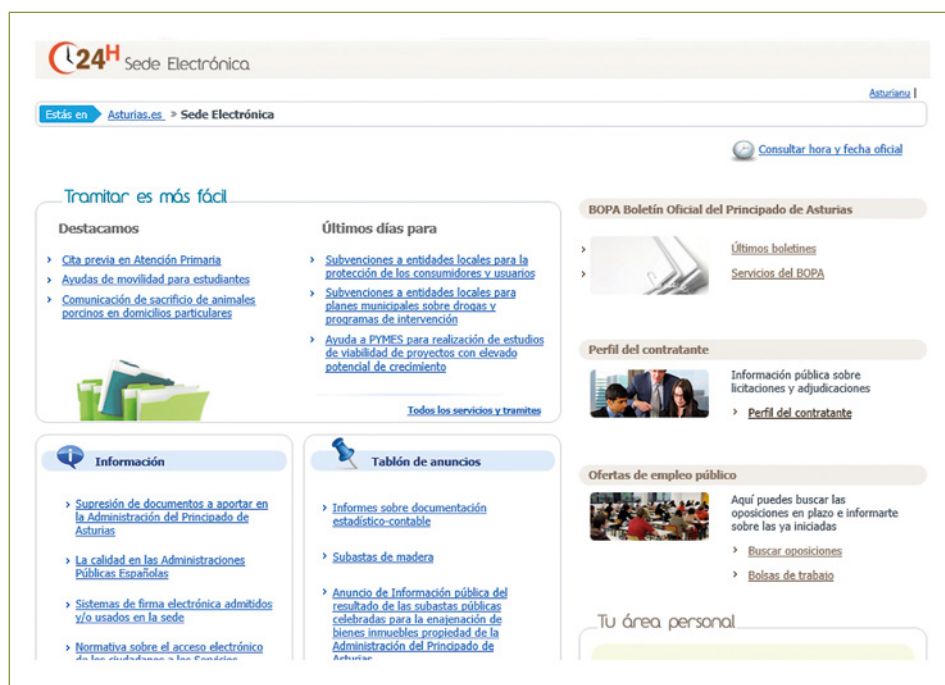 24H Sede Electrónica
Asturianu |
Estás en Asturias.es » Sede Electrónica
Consultar hora y fecha oficial
Tramitar es más fácil
Destacamos
Cita previa en Atención Primaria
Ayudas de movilidad para estudiantes
Comunicación de sacrificio de animales
porcinos en domicilios particulares
Últimos días para
Subvenciones a entidades locales para la
protección de los consumidores y usuarios
Subvenciones a entidades locales para
planes municipales sobre drogas y
programas de intervención
Ayuda a PYMES para realización de estudios
de viabilidad de proyectos con elevado
potencial de crecimiento
Todos los servicios y tramites
Información
Supresión de documentos a aportar en
la Administración del Principado de
Asturias
La calidad en las Administraciones
Públicas Españolas
Sistemas de firma electrónica admitidos
y/o usados en la sede
Normativa sobre el acceso electrónico
de los ciudadanos a los Servicios
Tablón de anuncios
Informes sobre documentación
estadístico-contable
Subastas de madera
Anuncio de Información pública del
resultado de las subastas públicas
celebradas para la enajenación de
bienes inmuebles propiedad de la
Administración del Principado de
Asturias
BOPA Boletín Oficial del Principado de Asturias
Últimos boletines
Servicios del BOPA
Perfil del contratante
Información pública sobre
licitaciones y adjudicaciones
Perfil del contratante
Ofertas de empleo público
Aquí puedes buscar las
oposiciones en plazo e informarte
sobre las ya iniciadas
Buscar oposiciones
Bolsas de trabajo
Tu área personal